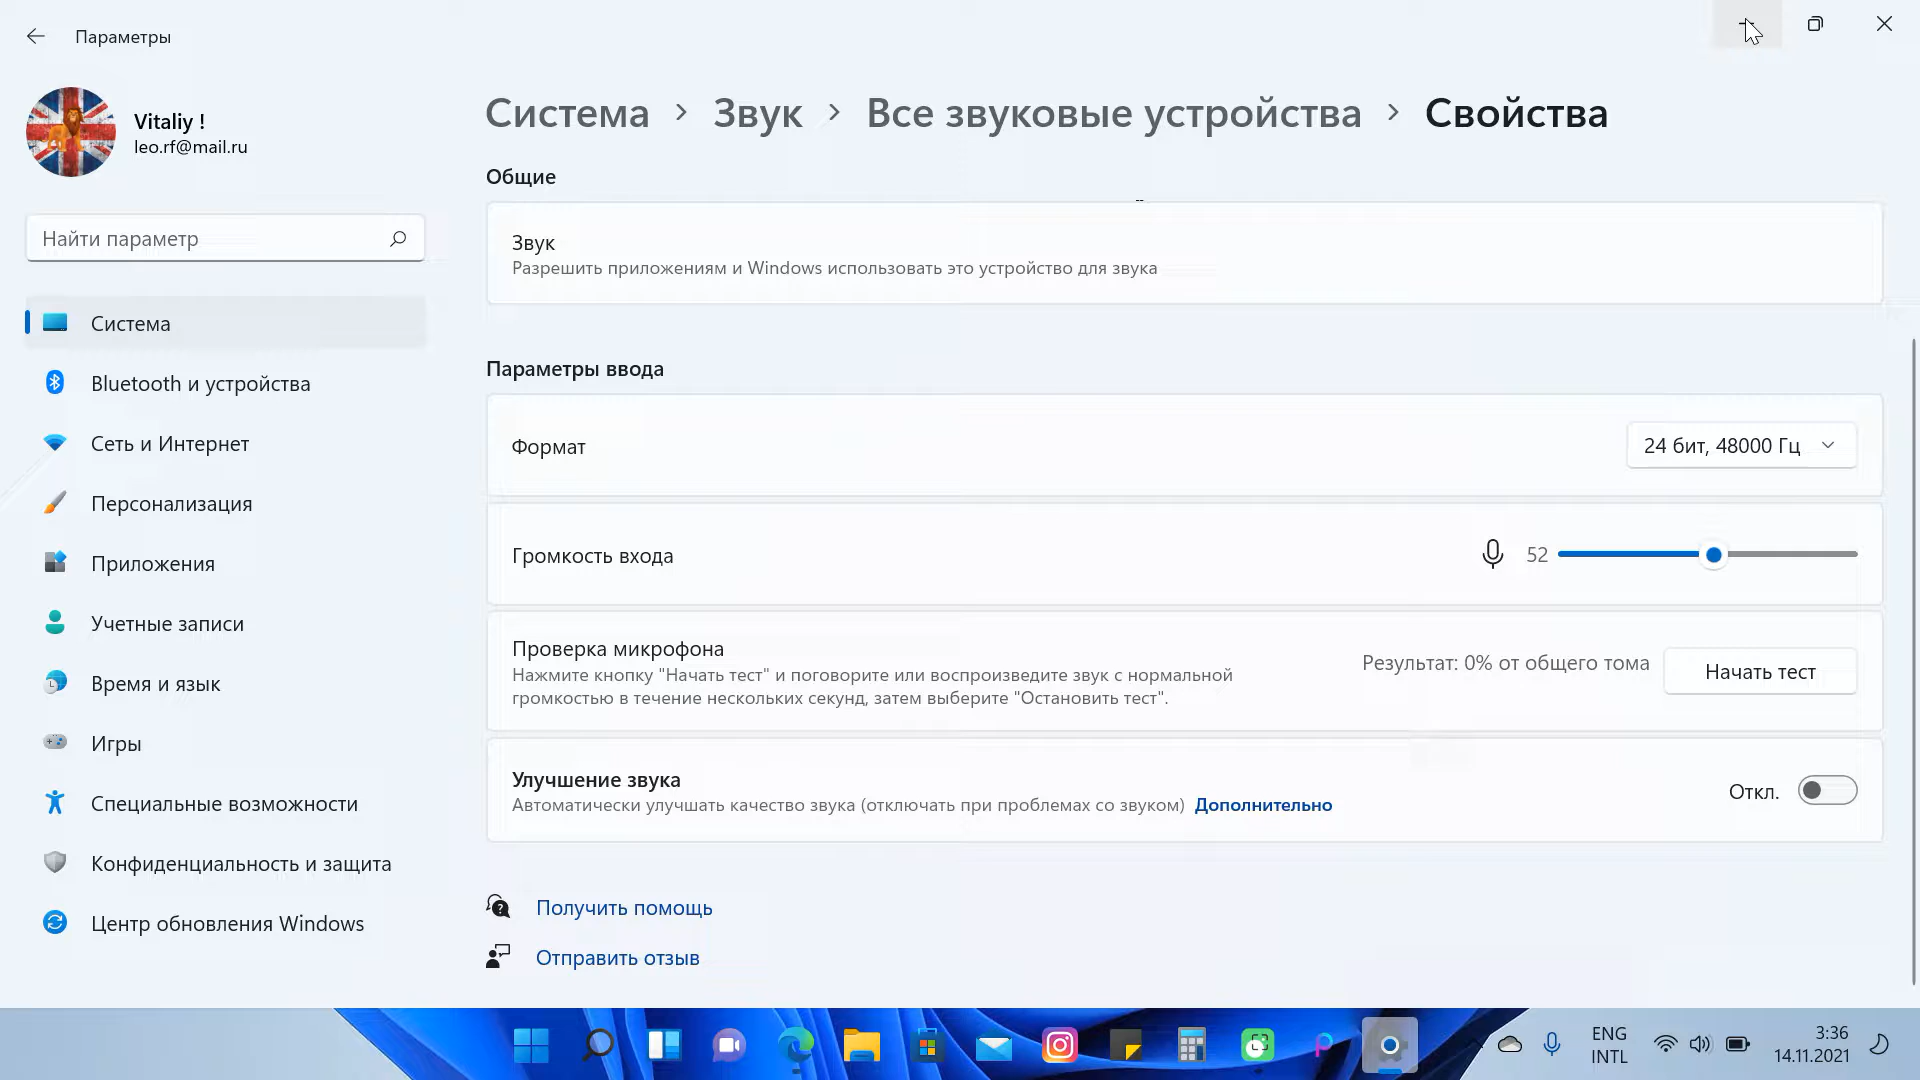 Параметры
Vitaliy !
leo.rf@mail.ru
Найти параметр
Система
Bluetooth и устройства
Сеть и Интернет
Персонализация
Приложения
Учетные записи
Время и язык
Игры
Специальные возможности
Конфиденциальность и защита
Центр обновления Windows
Система > Звук > Все звуковые устройства > Свойства
Общие
Звук
Разрешить приложениям и Windows использовать это устройство для звука
Параметры ввода
Формат
24 бит, 48000 Гц
Громкость входа
52
Проверка микрофона
Нажмите кнопку "Начать тест" и поговорите или воспроизведите звук с нормальной
громкостью в течение нескольких секунд, затем выберите "Остановить тест".
Результат: 0% от общего тома
Начать тест
Улучшение звука
Автоматически улучшать качество звука (отключать при проблемах со звуком) Дополнительно
Откл.
Получить помощь
Отправить отзыв
ENG
INTL
3:36
14.11.2021